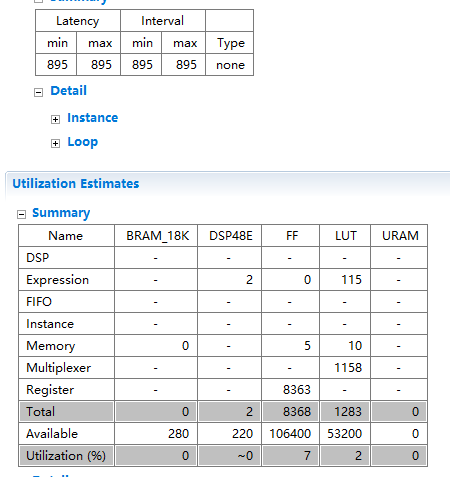 Summary
Latency Interval
min max min max Type
895 895 895 895 none
Detail
Instance
Loop
Utilization Estimates
Summary
Name BRAM_18K DSP48E FF LUT URAM
DSP - - - - -
Expression - 2 0 115 -
FIFO - - - - -
Instance - - - - -
Memory 0 - 5 10 -
Multiplexer - - - 1158 -
Register - - 8363 - -
Total 0 2 8368 1283 0
Available 280 220 106400 53200 0
Utilization (%) 0 ~0 7 2 0